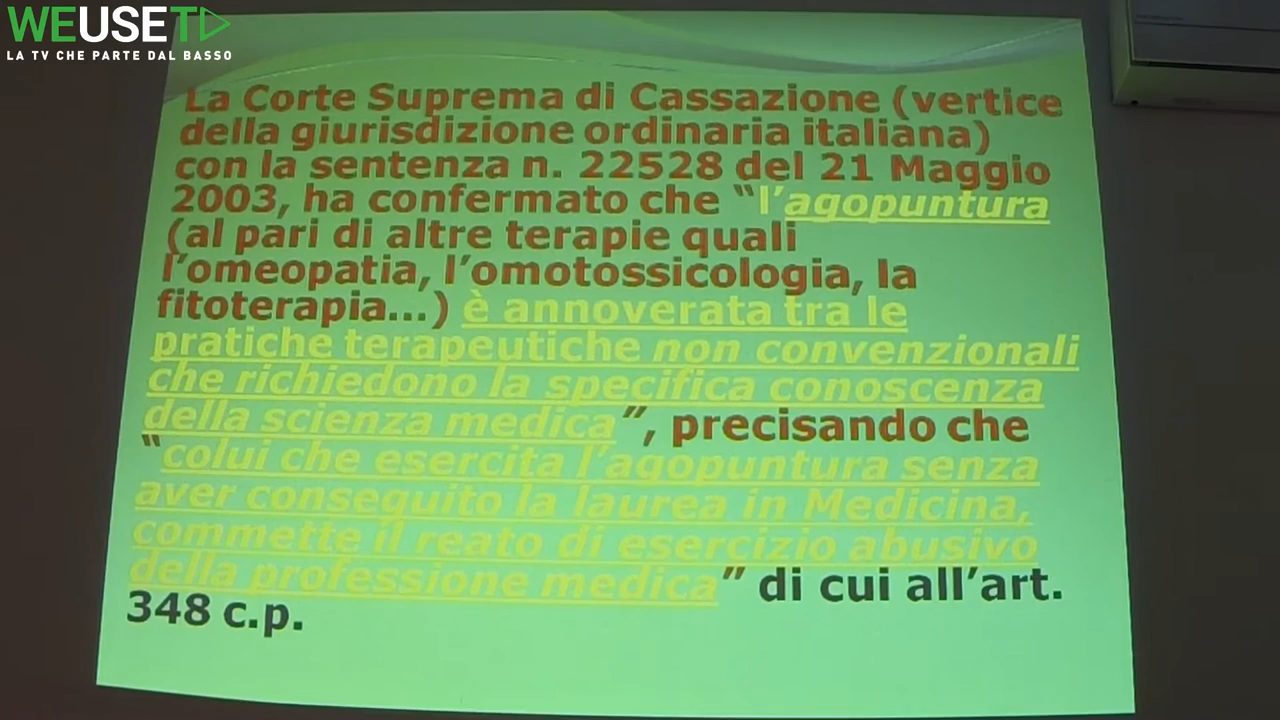 WEUSETV
LA TV CHE PARTE DAL BASSO
La Corte Suprema di Cassazione (vertice
della giurisdizione ordinaria italiana)
con la sentenza n. 22528 del 21 Maggio
2003, ha confermato che “l’agopuntura
(al pari di altre terapie quali
l’omeopatia, l’omotossicologia, la
fitoterapia...) è annoverata tra le
pratiche terapeutiche non convenzionali
che richiedono la specifica conoscenza
della scienza medica”, precisando che
“colui che esercita l’agopuntura senza
aver conseguito la laurea in Medicina,
commette il reato di esercizio abusivo
della professione medica” di cui all’art.
348 c.p.